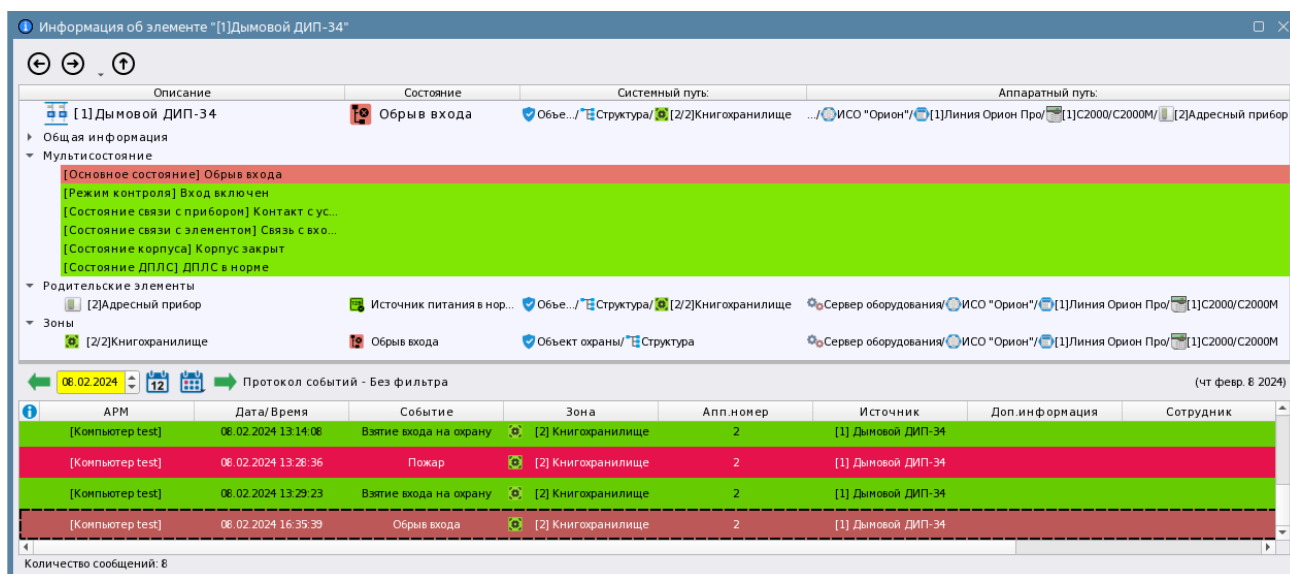 Информация об элементе "[1]Дымовой ДИП-34"
Описание Состояние Системный путь: Аппаратный путь:
[1]Дымовой ДИП-34 Обрыв входа Объе.../Структура/[2/2]Книгохранилище .../ИСО "Орион"/[1]Линия Орион Про/[1]С2000/С2000М/[2]Адресный прибор
Общая информация
Мультисостояние
[Основное состояние] Обрыв входа
[Режим контроля] Вход включен
[Состояние связи с прибором] Контакт с ус...
[Состояние связи с элементом] Связь с вхо...
[Состояние корпуса] Корпус закрыт
[Состояние ДПЛС] ДПЛС в норме
Родительские элементы
[2]Адресный прибор Источник питания в нор... Объе.../Структура/[2/2]Книгохранилище Сервер оборудования/ИСО "Орион"/[1]Линия Орион Про/[1]С2000/С2000М
Зоны
[2/2]Книгохранилище Обрыв входа Объект охраны/Структура Сервер оборудования/ИСО "Орион"/[1]Линия Орион Про/[1]С2000/С2000М
08.02.2024 12 Протокол событий - Без фильтра (чт февр. 8 2024)
АРМ Дата/Время Событие Зона Апп.номер Источник Доп.информация Сотрудник
[Компьютер test] 08.02.2024 13:14:08 Взятие входа на охрану [2] Книгохранилище 2 [1] Дымовой ДИП-34
[Компьютер test] 08.02.2024 13:28:36 Пожар [2] Книгохранилище 2 [1] Дымовой ДИП-34
[Компьютер test] 08.02.2024 13:29:23 Взятие входа на охрану [2] Книгохранилище 2 [1] Дымовой ДИП-34
[Компьютер test] 08.02.2024 16:35:39 Обрыв входа [2] Книгохранилище 2 [1] Дымовой ДИП-34
Количество сообщений: 8